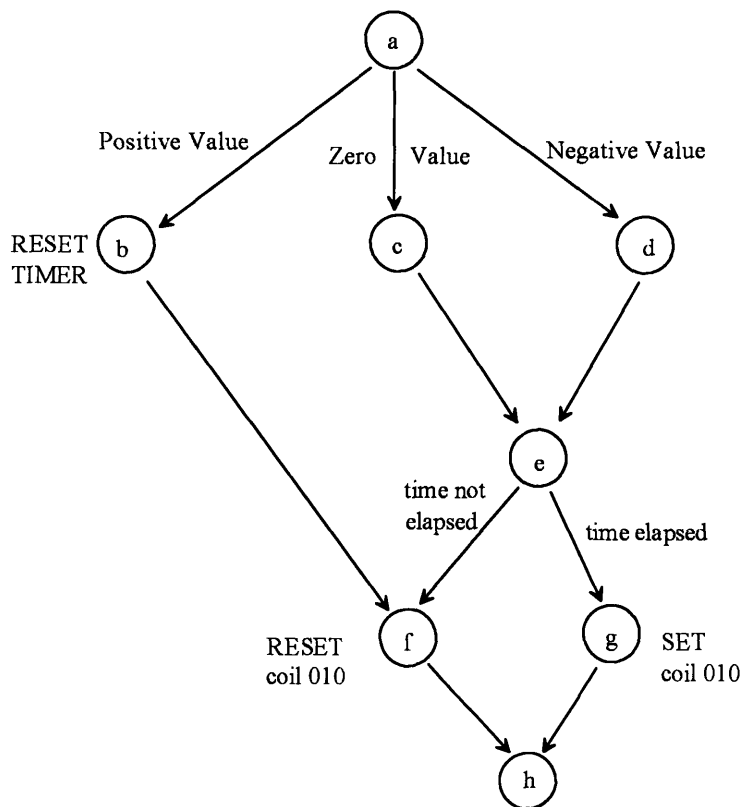 a
Positive Value
Zero Value
Negative Value
RESET
TIMER
b
c
d
e
time not
elapsed
time elapsed
RESET
coil 010
f
g
SET
coil 010
h